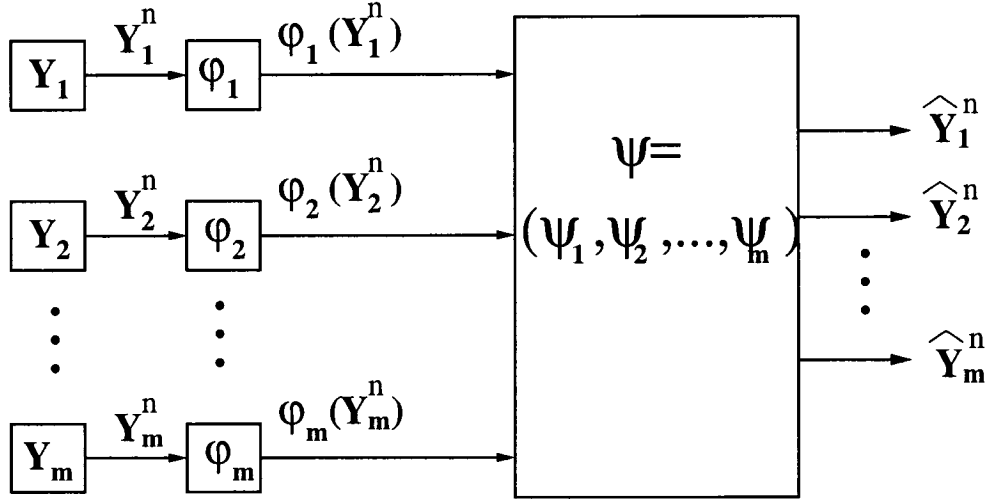 Y₁ Y₁ⁿ φ₁ φ₁(Y₁ⁿ)
Y₂ Y₂ⁿ φ₂ φ₂(Y₂ⁿ)
Yₘ Yₘⁿ φₘ φₘ(Yₘⁿ)
ψ=
(ψ₁,ψ₂,...,ψₘ)
Ŷ₁ⁿ
Ŷ₂ⁿ
Ŷₘⁿ